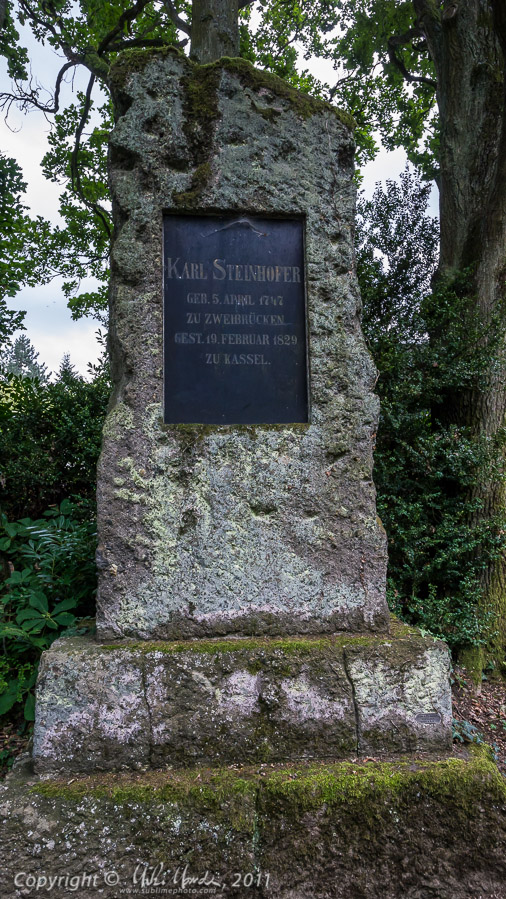 KARL STEINHOFER
GEB. 5. APRIL 1747
ZU ZWEIBRÜCKEN.
GEST. 19. FEBRUAR 1829
ZU KASSEL.
Copyright © 2011
www.sublimephoto.com